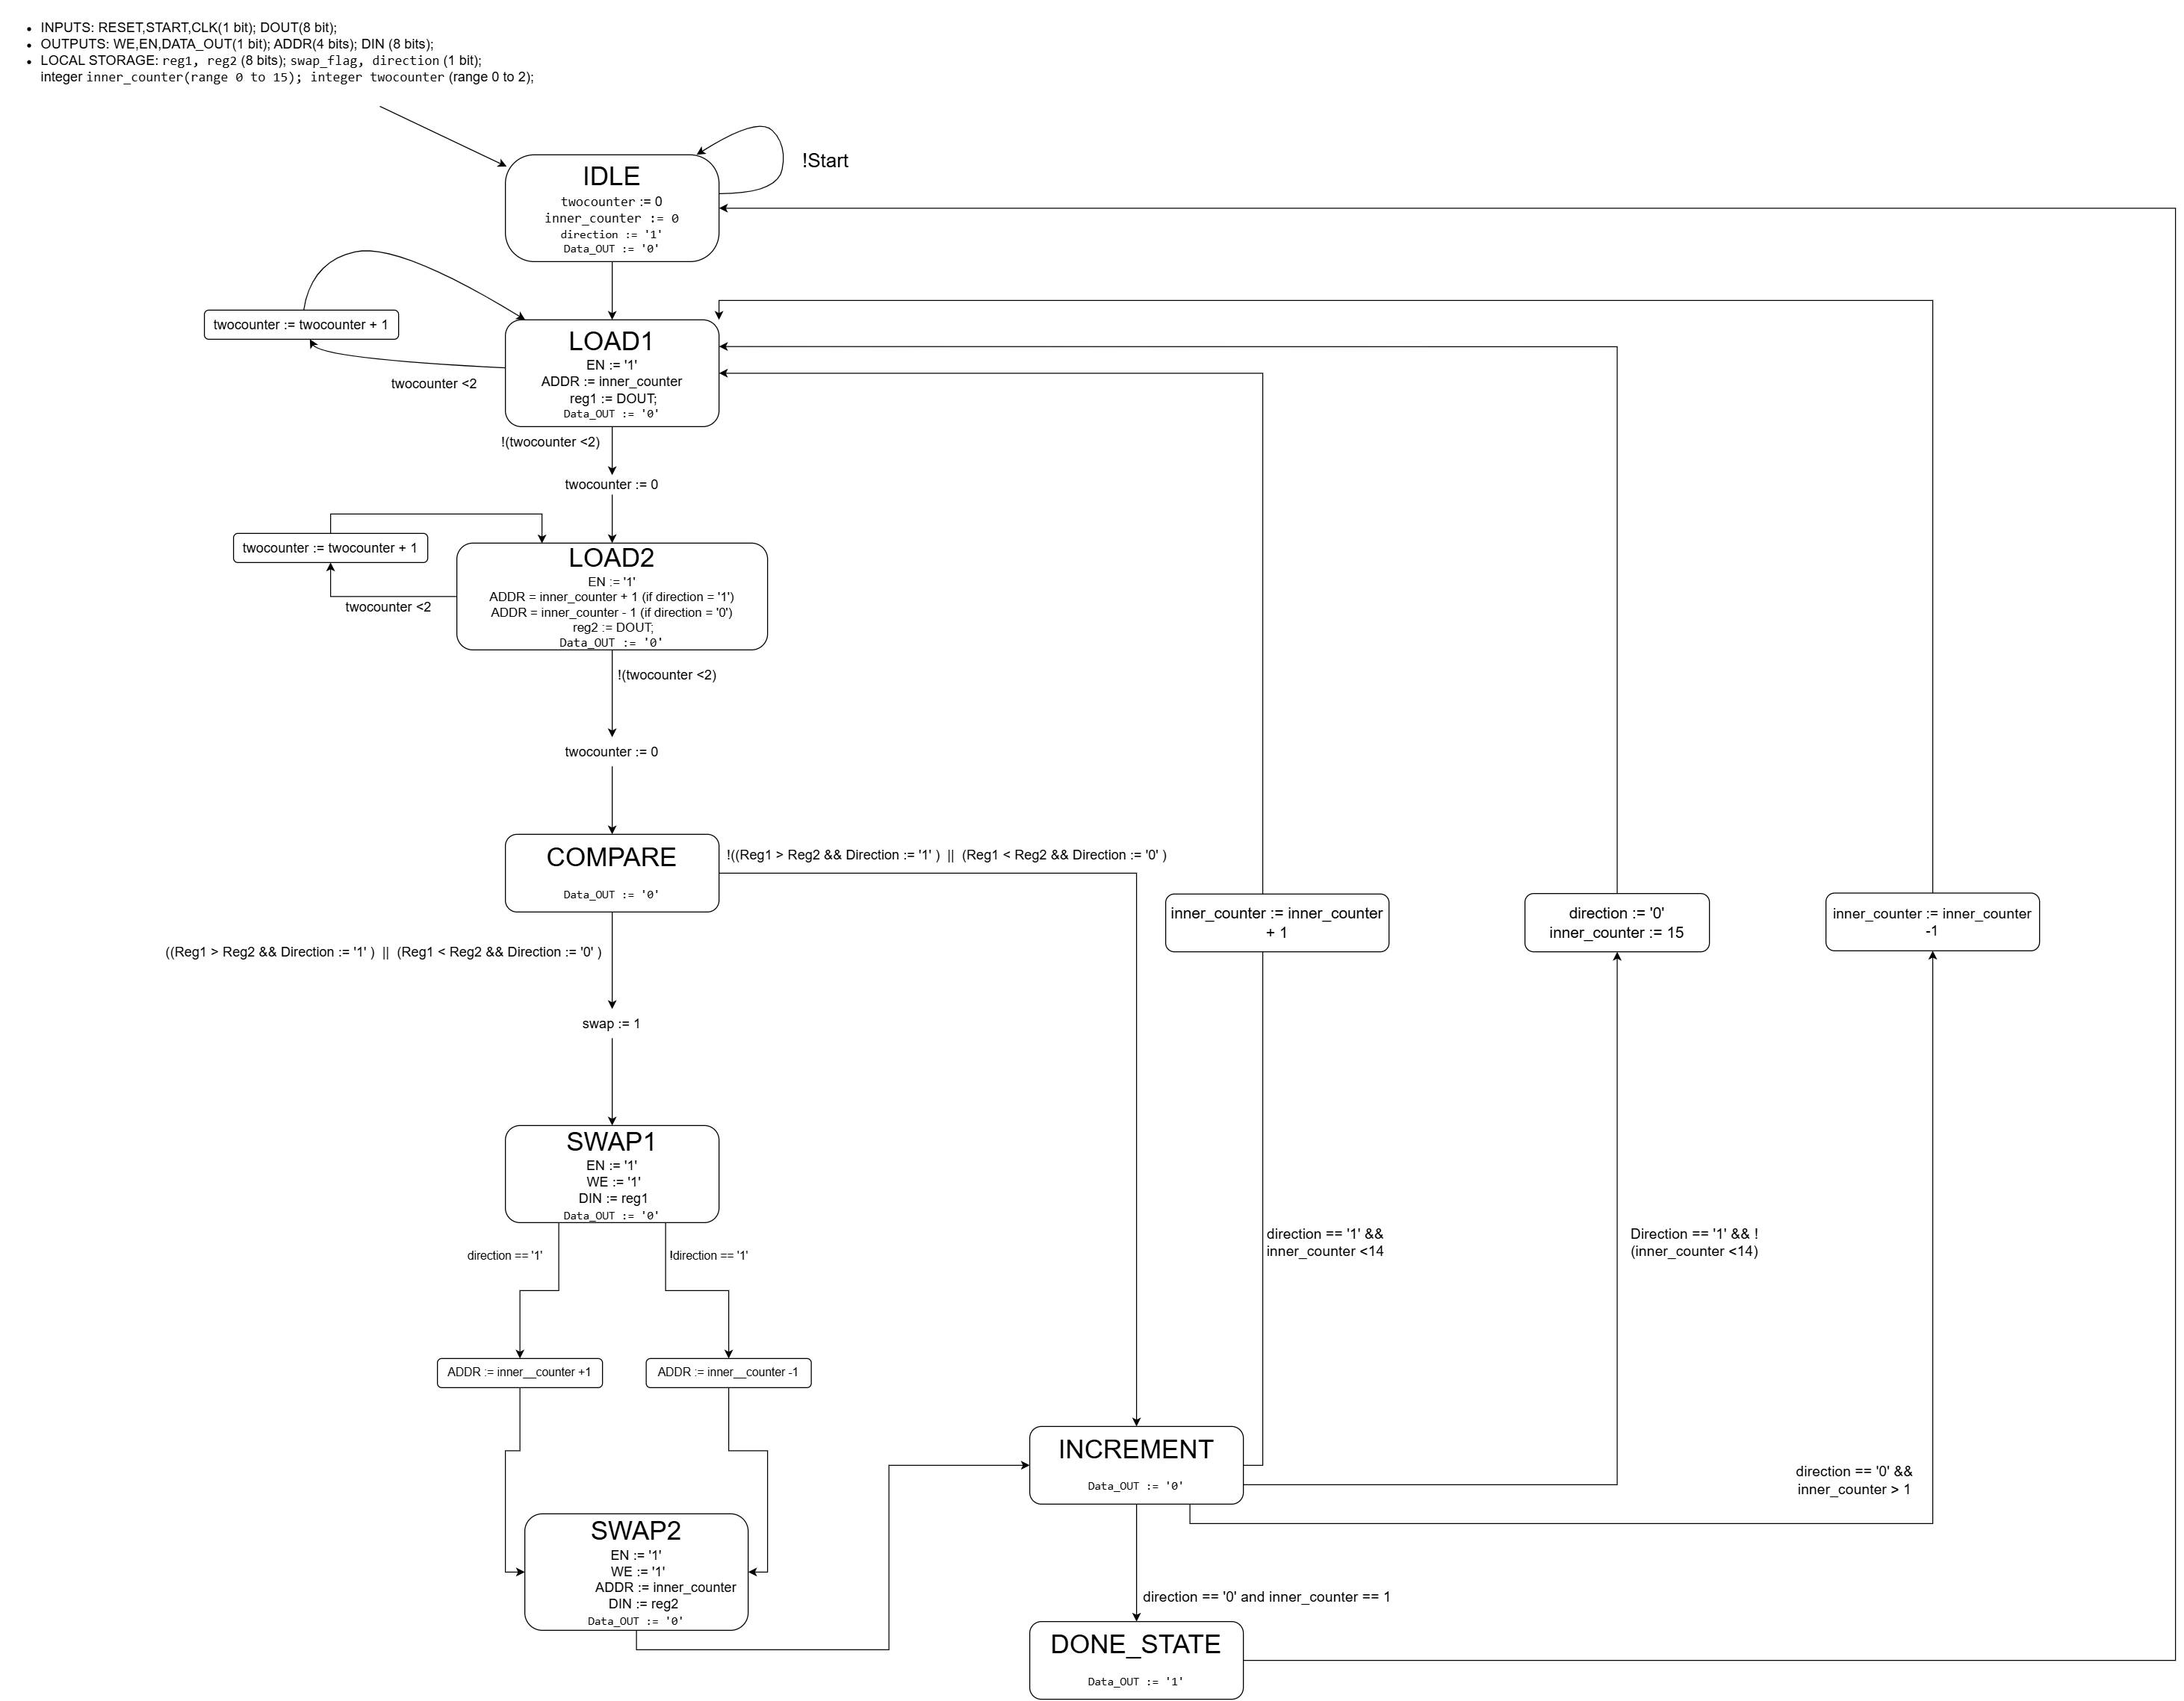 INPUTS: RESET,START,CLK(1 bit); DOUT(8 bit);
OUTPUTS: WE,EN,DATA_OUT(1 bit); ADDR(4 bits); DIN (8 bits);
LOCAL STORAGE: reg1, reg2 (8 bits); swap_flag, direction (1 bit);
integer inner_counter(range 0 to 15); integer twocounter (range 0 to 2);
!Start
IDLE
twocounter := 0
inner_counter := 0
direction := '1'
Data_OUT := '0'
twocounter := twocounter + 1
twocounter <2
LOAD1
EN := '1'
ADDR := inner_counter
reg1 := DOUT;
Data_OUT := '0'
!(twocounter <2)
twocounter := 0
twocounter := twocounter + 1
twocounter <2
LOAD2
EN := '1'
ADDR = inner_counter + 1 (if direction = '1')
ADDR = inner_counter - 1 (if direction = '0')
reg2 := DOUT;
Data_OUT := '0'
!(twocounter <2)
twocounter := 0
COMPARE
Data_OUT := '0'
!((Reg1 > Reg2 && Direction := '1' ) || (Reg1 < Reg2 && Direction := '0' )
((Reg1 > Reg2 && Direction := '1' ) || (Reg1 < Reg2 && Direction := '0' )
inner_counter := inner_counter
+ 1
direction := '0'
inner_counter := 15
inner_counter := inner_counter
-1
swap := 1
SWAP1
EN := '1'
WE := '1'
DIN := reg1
Data_OUT := '0'
direction == '1'
!direction == '1'
direction == '1' &&
inner_counter <14
Direction == '1' && !
(inner_counter <14)
ADDR := inner__counter +1
ADDR := inner__counter -1
INCREMENT
Data_OUT := '0'
direction == '0' &&
inner_counter > 1
SWAP2
EN := '1'
WE := '1'
ADDR := inner_counter
DIN := reg2
Data_OUT := '0'
direction == '0' and inner_counter == 1
DONE_STATE
Data_OUT := '1'